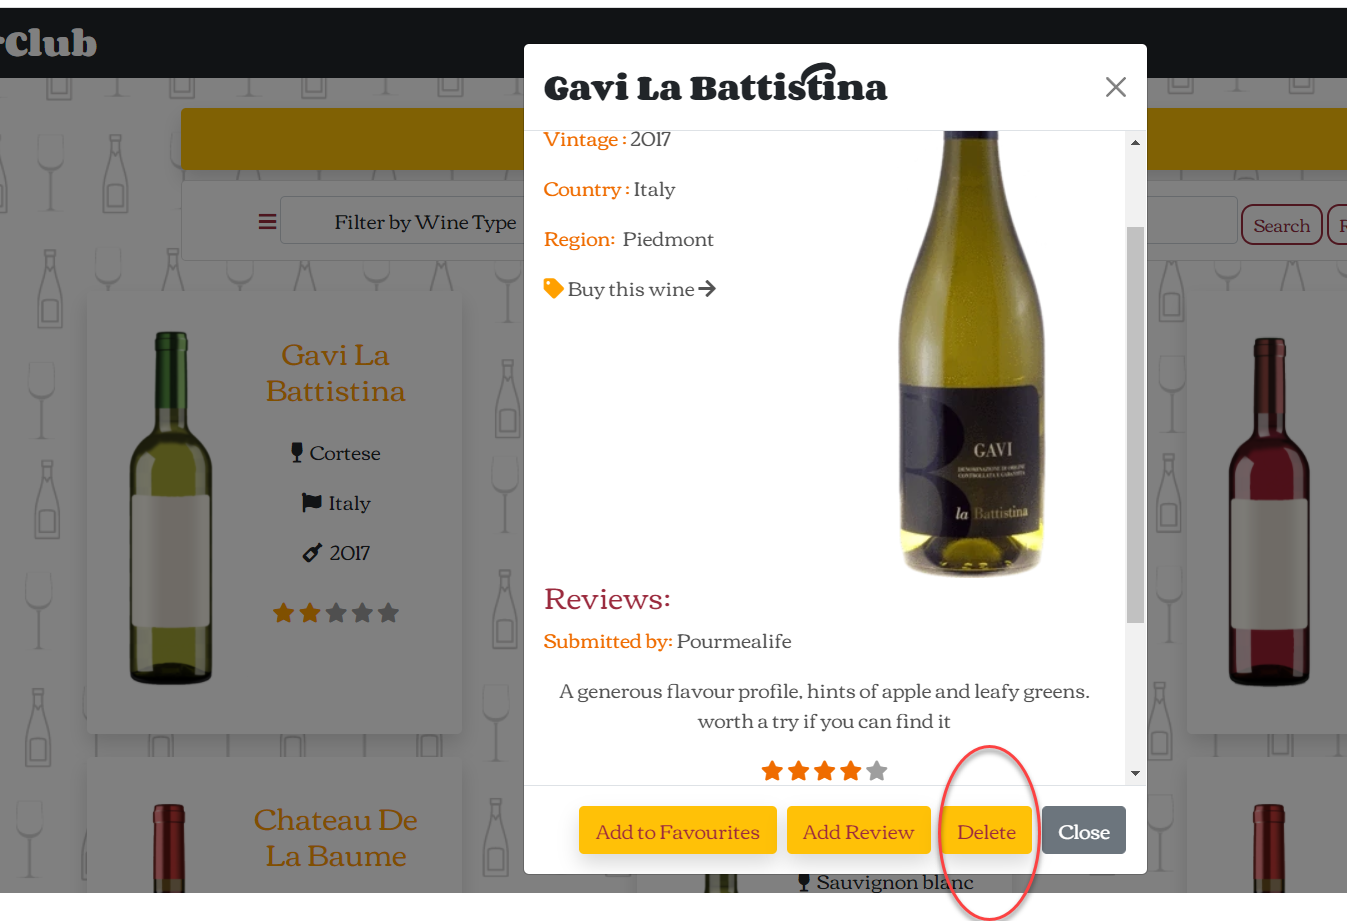 rClub
Gavi La Battistina
Vintage : 2017
Country : Italy
Region: Piedmont
Buy this wine
GAVI
la Battistina
Reviews:
Submitted by: Pourmealife
A generous flavour profile, hints of apple and leafy greens.
worth a try if you can find it
Add to Favourites
Add Review
Delete
Close
Filter by Wine Type
Search
R
Gavi La
Battistina
Cortese
Italy
2017
Chateau De
La Baume
Sauvignon blanc